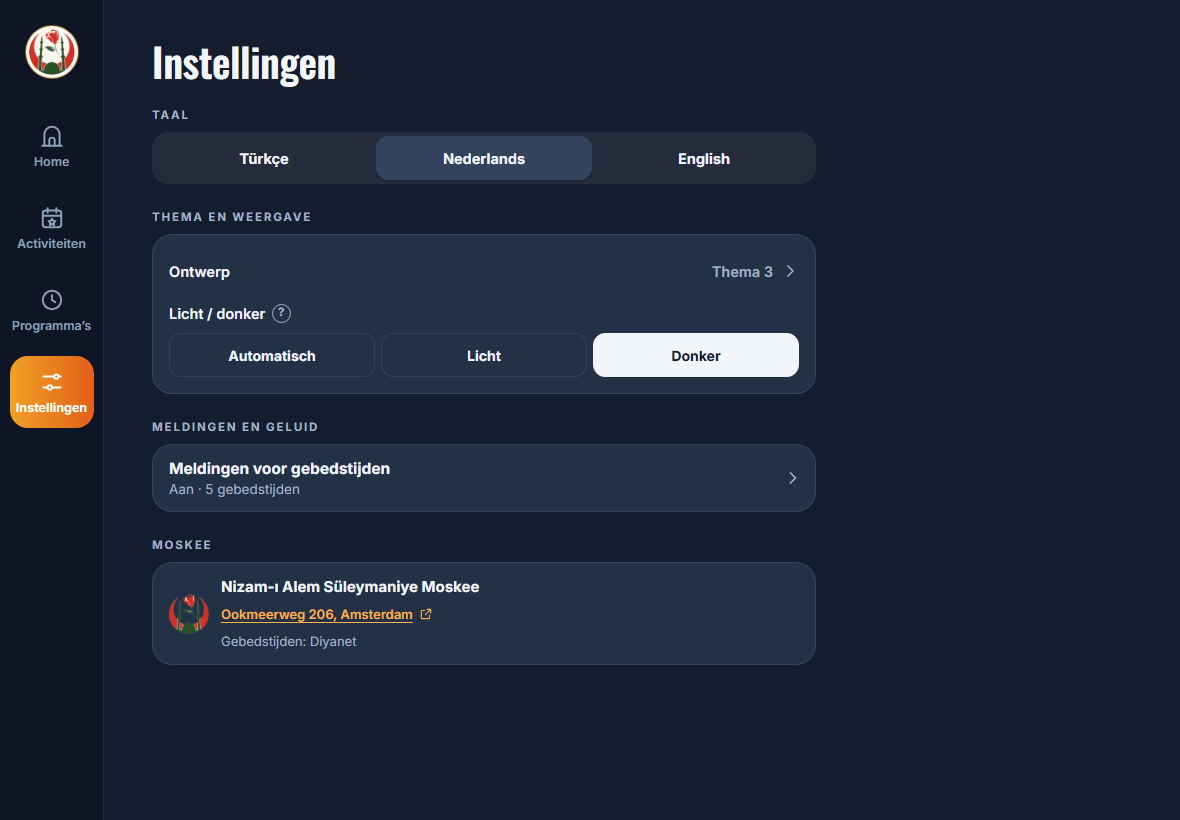 Instellingen
TAAL
Türkçe
Nederlands
English
THEMA EN WEERGAVE
Ontwerp
Thema 3
Licht / donker ?
Automatisch
Licht
Donker
MELDINGEN EN GELUID
Meldingen voor gebedstijden
Aan · 5 gebedstijden
MOSKEE
Nizam-ı Alem Süleymaniye Moskee
Ookmeerweg 206, Amsterdam
Gebedstijden: Diyanet
Home
Activiteiten
Programma’s
Instellingen